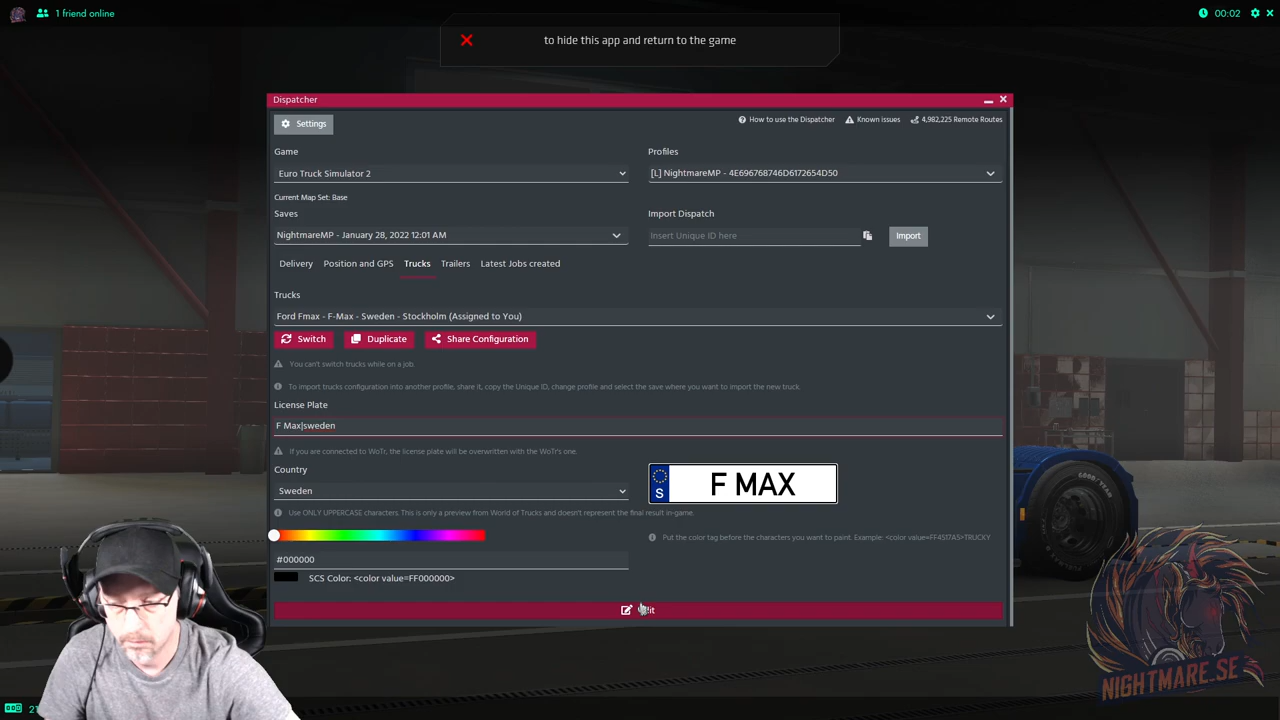 1 friend online
00:02
to hide this app and return to the game
Dispatcher
Settings
How to use the Dispatcher
Known issues
4,982,225 Remote Routes
Game
Profiles
Euro Truck Simulator 2
[L] NightmareMP - 4E696768746D6172654D50
Current Map Set: Base
Saves
Import Dispatch
NightmareMP - January 28, 2022 12:01 AM
Insert Unique ID here
Import
Delivery
Position and GPS
Trucks
Trailers
Latest Jobs created
Trucks
Ford Fmax - F-Max - Sweden - Stockholm (Assigned to You)
Switch
Duplicate
Share Configuration
You can't switch trucks while on a job.
To import trucks configuration into another profile, share it, copy the Unique ID, change profile and select the save where you want to import the new truck.
License Plate
F Max|sweden
If you are connected to WoTr, the license plate will be overwritten with the WoTr's one.
Country
Sweden
S
F MAX
Use ONLY UPPERCASE characters. This is only a preview from World of Trucks and doesn't represent the final result in-game.
Put the color tag before the characters you want to paint. Example: <color value=FF4517A5>TRUCKY
#000000
SCS Color: <color value=FF000000>
GOOD YEAR
NIGHTMARE.SE